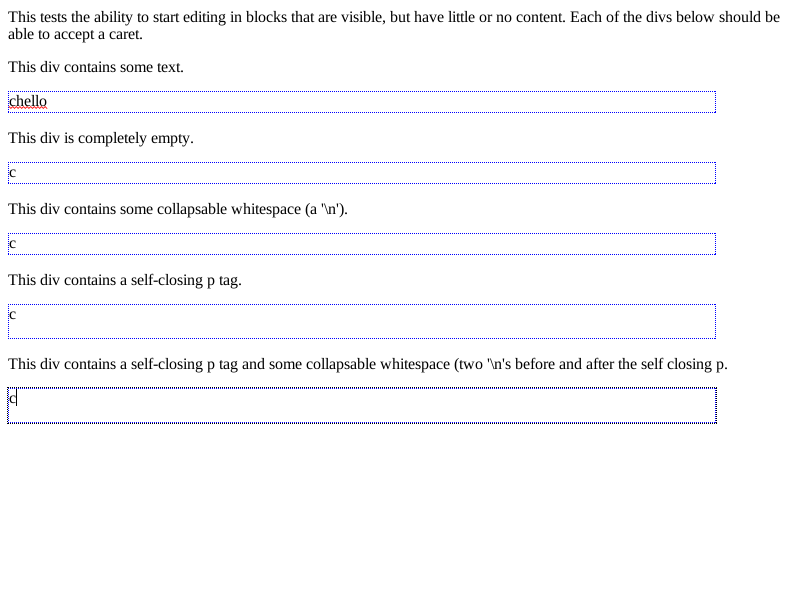 This tests the ability to start editing in blocks that are visible, but have little or no content. Each of the divs below should be
able to accept a caret.
This div contains some text.
chello
This div is completely empty.
c
This div contains some collapsable whitespace (a '\n').
c
This div contains a self-closing p tag.
c
This div contains a self-closing p tag and some collapsable whitespace (two '\n's before and after the self closing p.
c